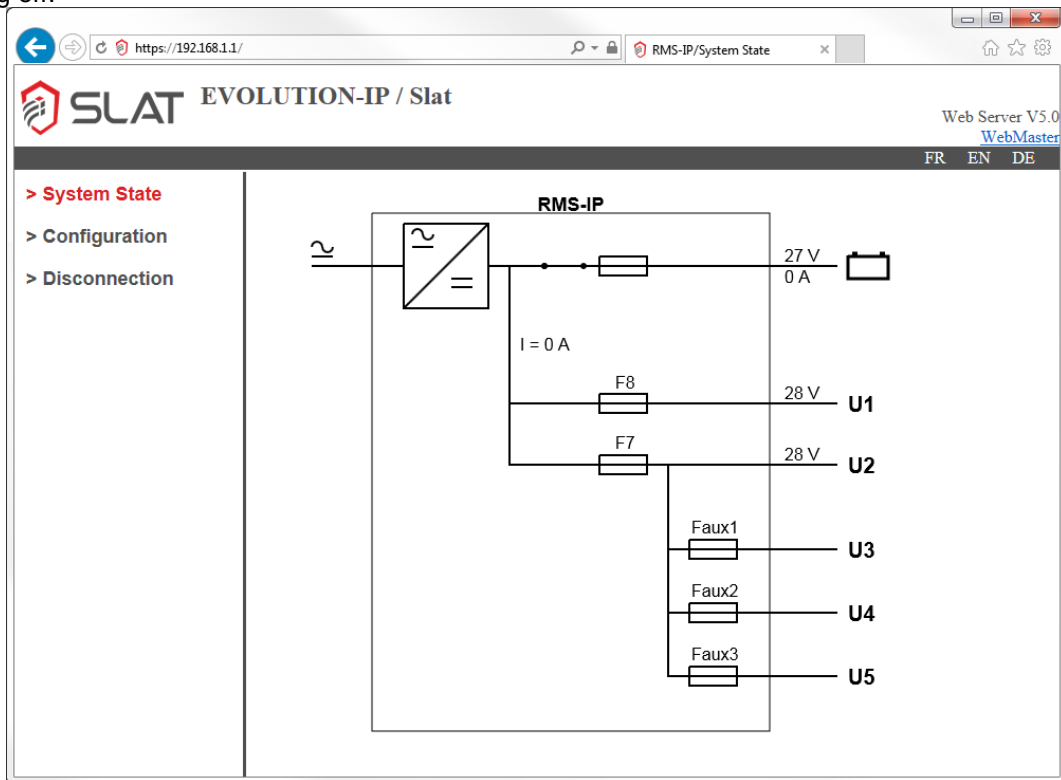 https://192.168.1.1/
RMS-IP/System State
SLAT
EVOLUTION-IP / Slat
Web Server V5.0
WebMaster
FR EN DE
> System State
> Configuration
> Disconnection
RMS-IP
27 V
0 A
I = 0 A
F8
28 V
U1
F7
28 V
U2
Faux1
U3
Faux2
U4
Faux3
U5